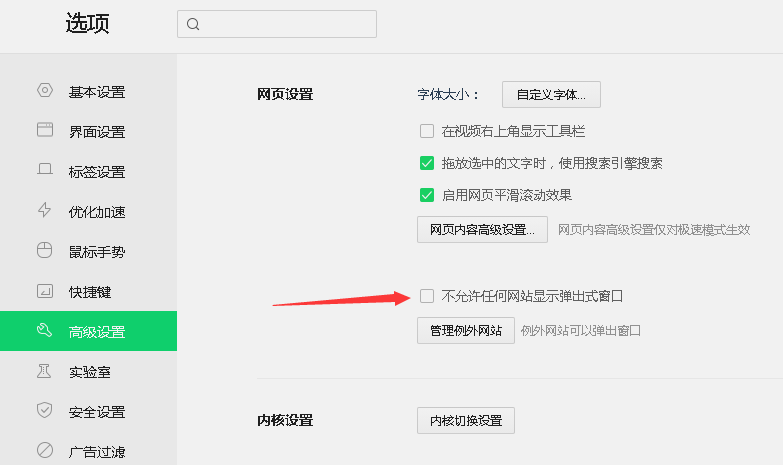 选项
基本设置
界面设置
标签设置
优化加速
鼠标手势
快捷键
高级设置
实验室
安全设置
广告过滤
网页设置
字体大小：
自定义字体...
在视频右上角显示工具栏
拖放选中的文字时，使用搜索引擎搜索
启用网页平滑滚动效果
网页内容高级设置...
网页内容高级设置仅对极速模式生效
不允许任何网站显示弹出式窗口
管理例外网站
例外网站可以弹出窗口
内核设置
内核切换设置